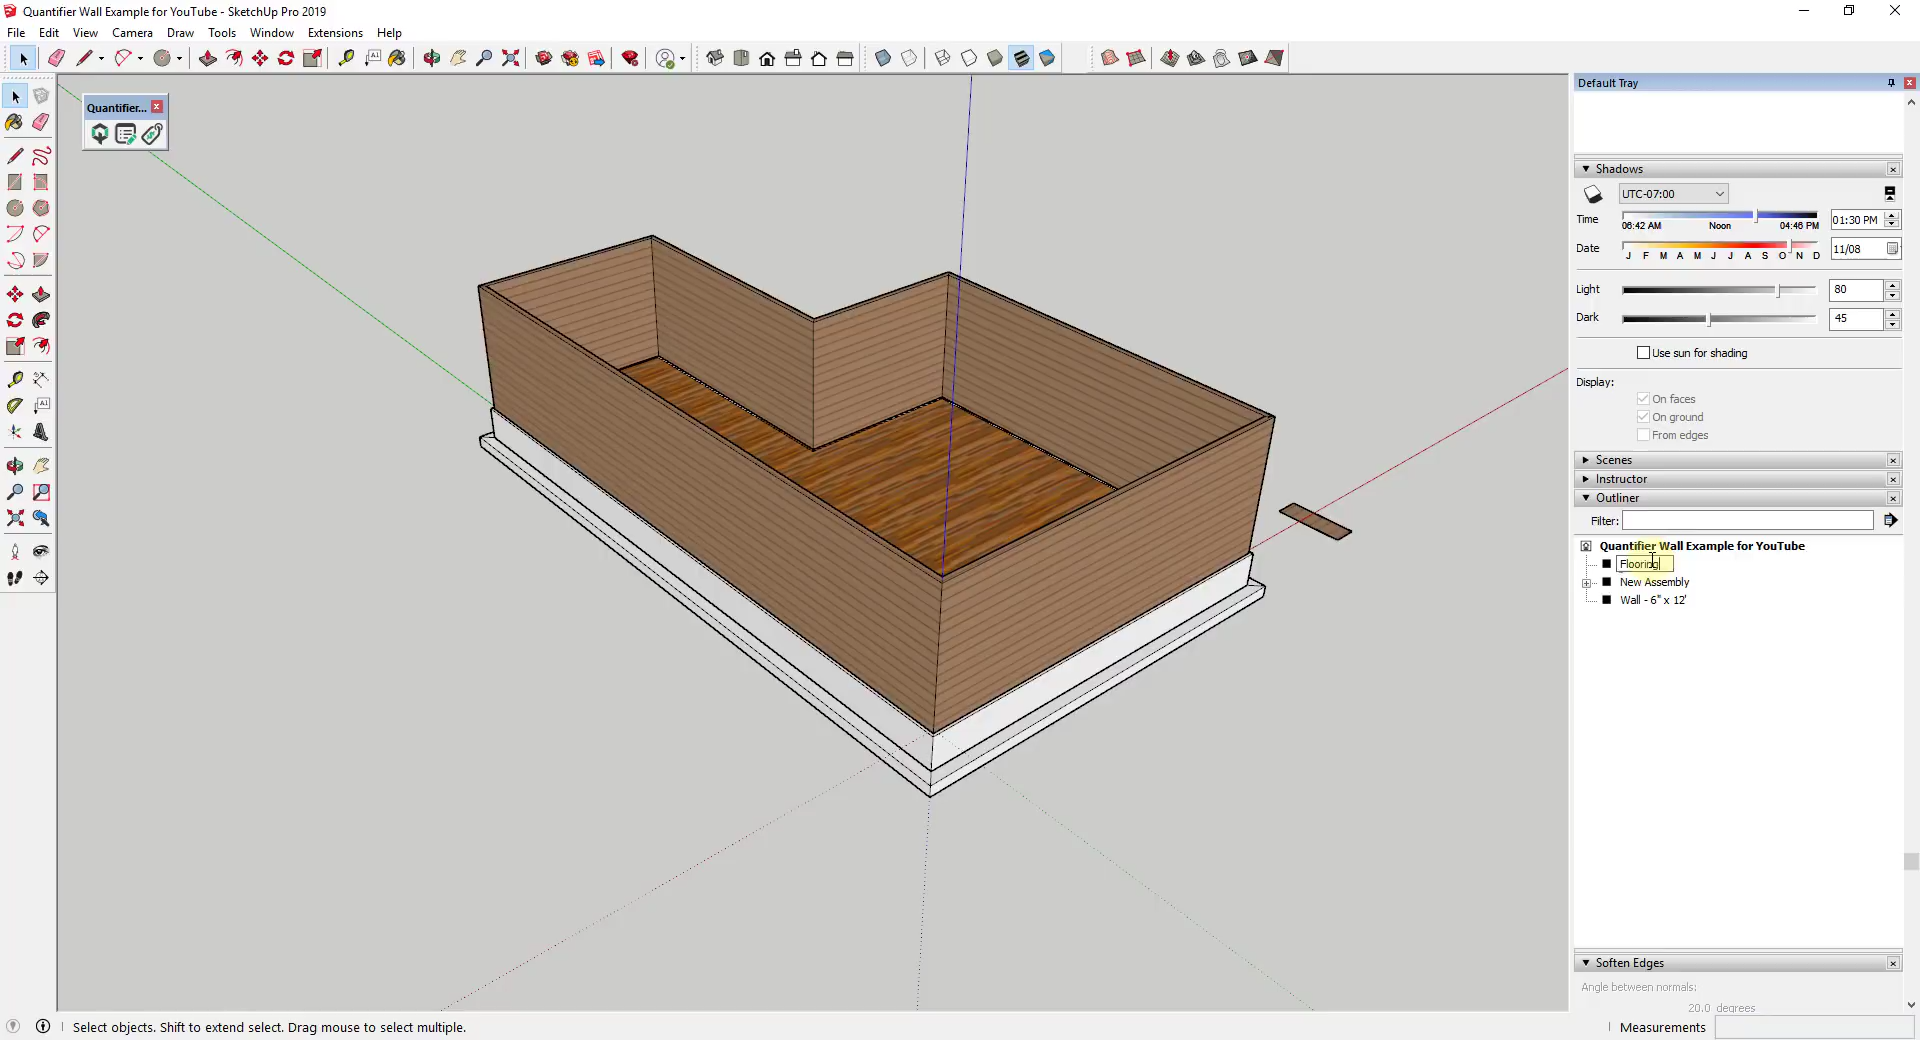 Quantifier Wall Example for YouTube - SketchUp Pro 2019
File Edit View Camera Draw Tools Window Extensions Help
Quantifier...
Default Tray
Shadows
UTC-07:00
Time 01:30 PM
06:42 AM Noon 04:46 PM
Date 11/08
J F M A M J J A S O N D
Light 80
Dark 45
Use sun for shading
Display:
On faces
On ground
From edges
Scenes
Instructor
Outliner
Filter:
Quantifier Wall Example for YouTube
Flooring
New Assembly
Wall - 6" x 12'
Soften Edges
Angle between normals:
20.0 degrees
Select objects. Shift to extend select. Drag mouse to select multiple.
Measurements